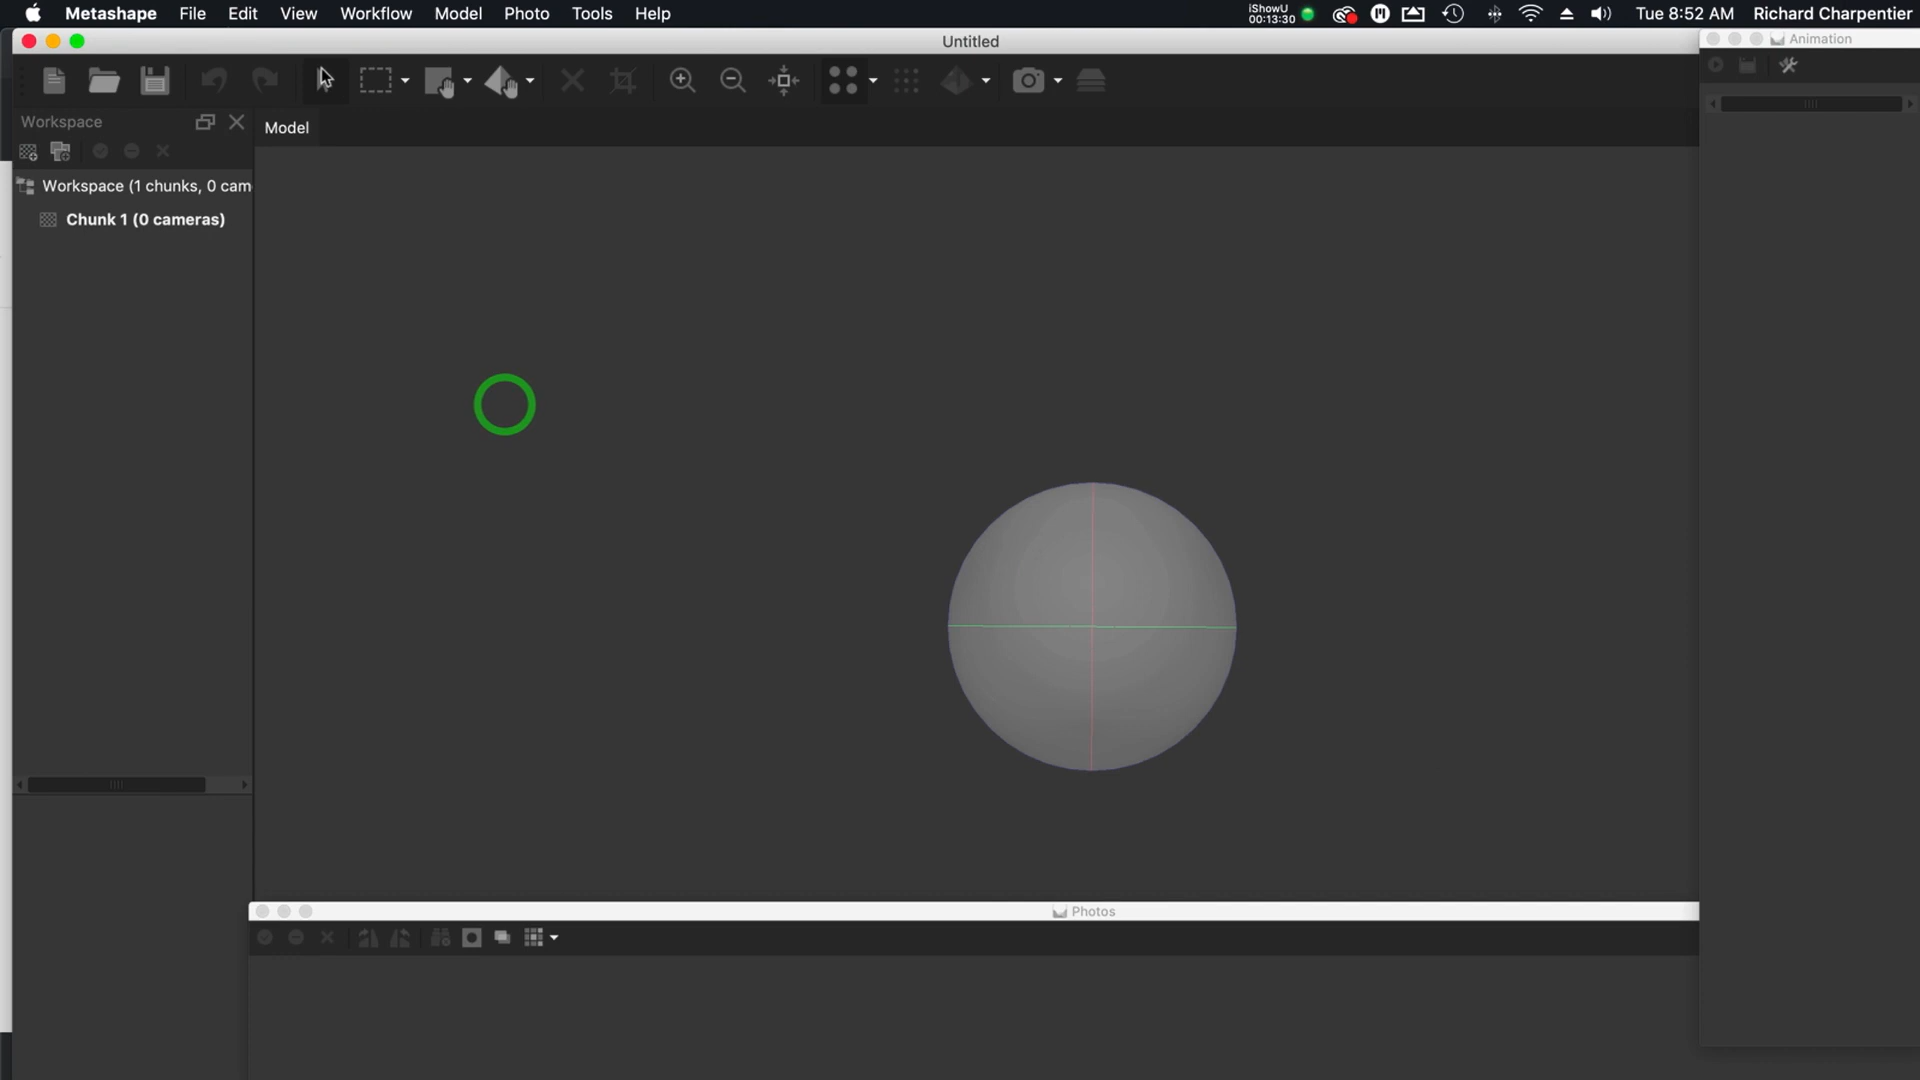 Metashape File Edit View Workflow Model Photo Tools Help
iShowU
00:13:30
Tue 8:52 AM Richard Charpentier
Untitled
Animation
Workspace
Model
Workspace (1 chunks, 0 cam
Chunk 1 (0 cameras)
Photos